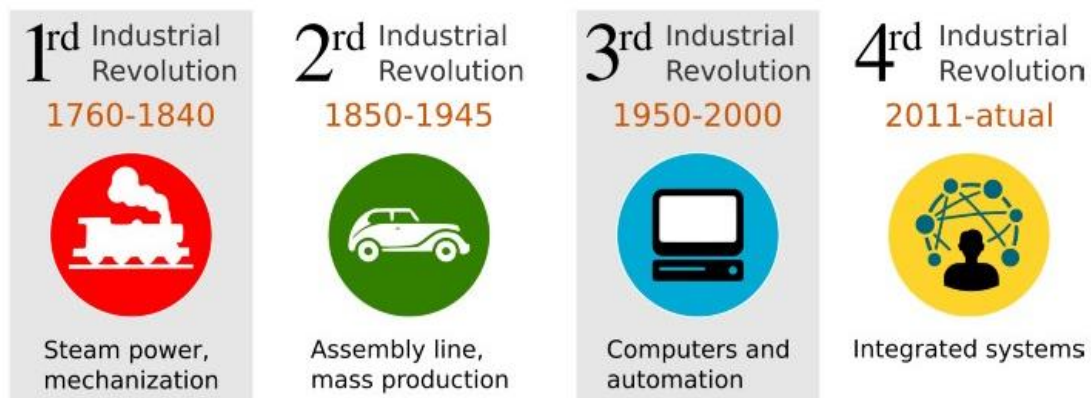 1rd Industrial
Revolution
1760-1840
Steam power,
mechanization
2rd Industrial
Revolution
1850-1945
Assembly line,
mass production
3rd Industrial
Revolution
1950-2000
Computers and
automation
4rd Industrial
Revolution
2011-atual
Integrated systems